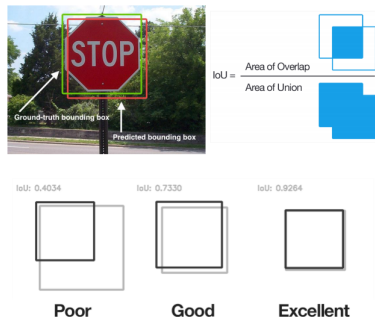 STOP
Ground-truth bounding box
Predicted bounding box
IoU =
Area of Overlap
Area of Union
IoU: 0.4034
IoU: 0.7330
IoU: 0.9264
Poor
Good
Excellent